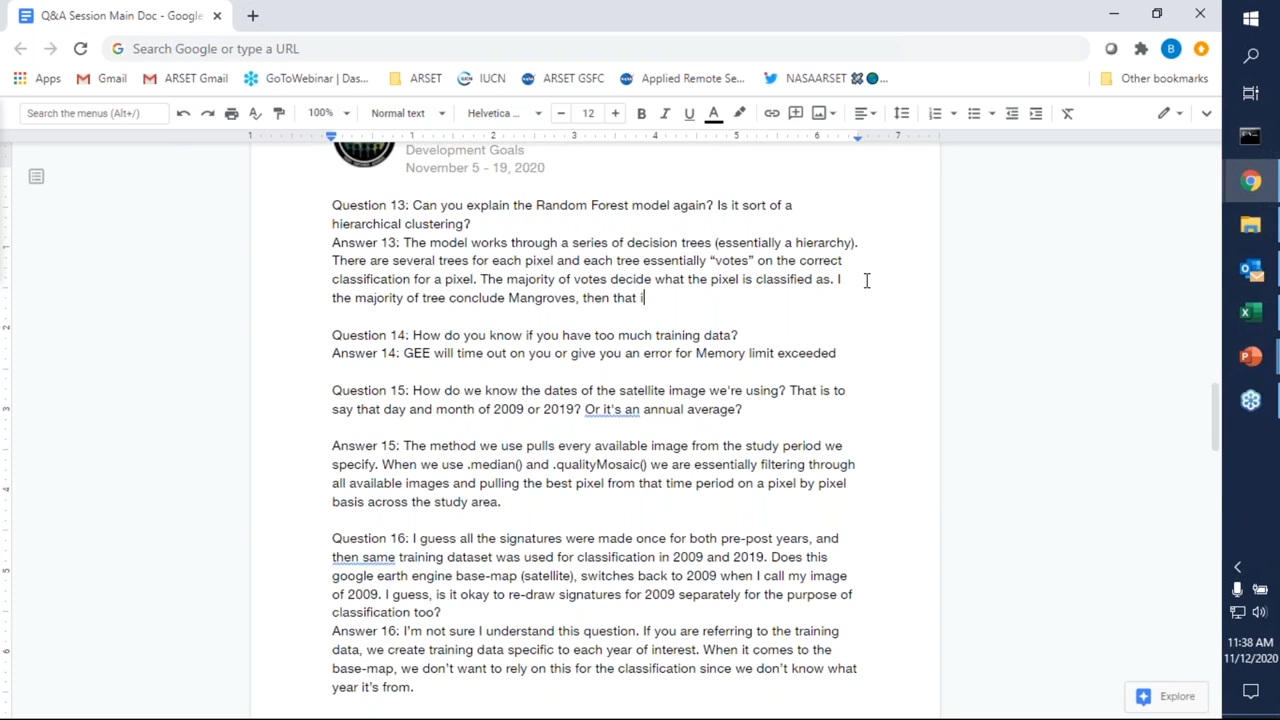 Q&A Session Main Doc - Google
Search Google or type a URL
Apps Gmail ARSET Gmail GoToWebinar | Das... ARSET IUCN ARSET GSFC Applied Remote Se... NASAARSET ... Other bookmarks
Search the menus (Alt+/) 100% Normal text Helvetica ... 12 B I U A
1 1 2 3 4 5 6 7
Development Goals
November 5 - 19, 2020
Question 13: Can you explain the Random Forest model again? Is it sort of a
hierarchical clustering?
Answer 13: The model works through a series of decision trees (essentially a hierarchy).
There are several trees for each pixel and each tree essentially “votes” on the correct
classification for a pixel. The majority of votes decide what the pixel is classified as. I
the majority of tree conclude Mangroves, then that i
Question 14: How do you know if you have too much training data?
Answer 14: GEE will time out on you or give you an error for Memory limit exceeded
Question 15: How do we know the dates of the satellite image we're using? That is to
say that day and month of 2009 or 2019? Or it's an annual average?
Answer 15: The method we use pulls every available image from the study period we
specify. When we use .median() and .qualityMosaic() we are essentially filtering through
all available images and pulling the best pixel from that time period on a pixel by pixel
basis across the study area.
Question 16: I guess all the signatures were made once for both pre-post years, and
then same training dataset was used for classification in 2009 and 2019. Does this
google earth engine base-map (satellite), switches back to 2009 when I call my image
of 2009. I guess, is it okay to re-draw signatures for 2009 separately for the purpose of
classification too?
Answer 16: I’m not sure I understand this question. If you are referring to the training
data, we create training data specific to each year of interest. When it comes to the
base-map, we don’t want to rely on this for the classification since we don’t know what
year it’s from.
Explore
11:38 AM
11/12/2020